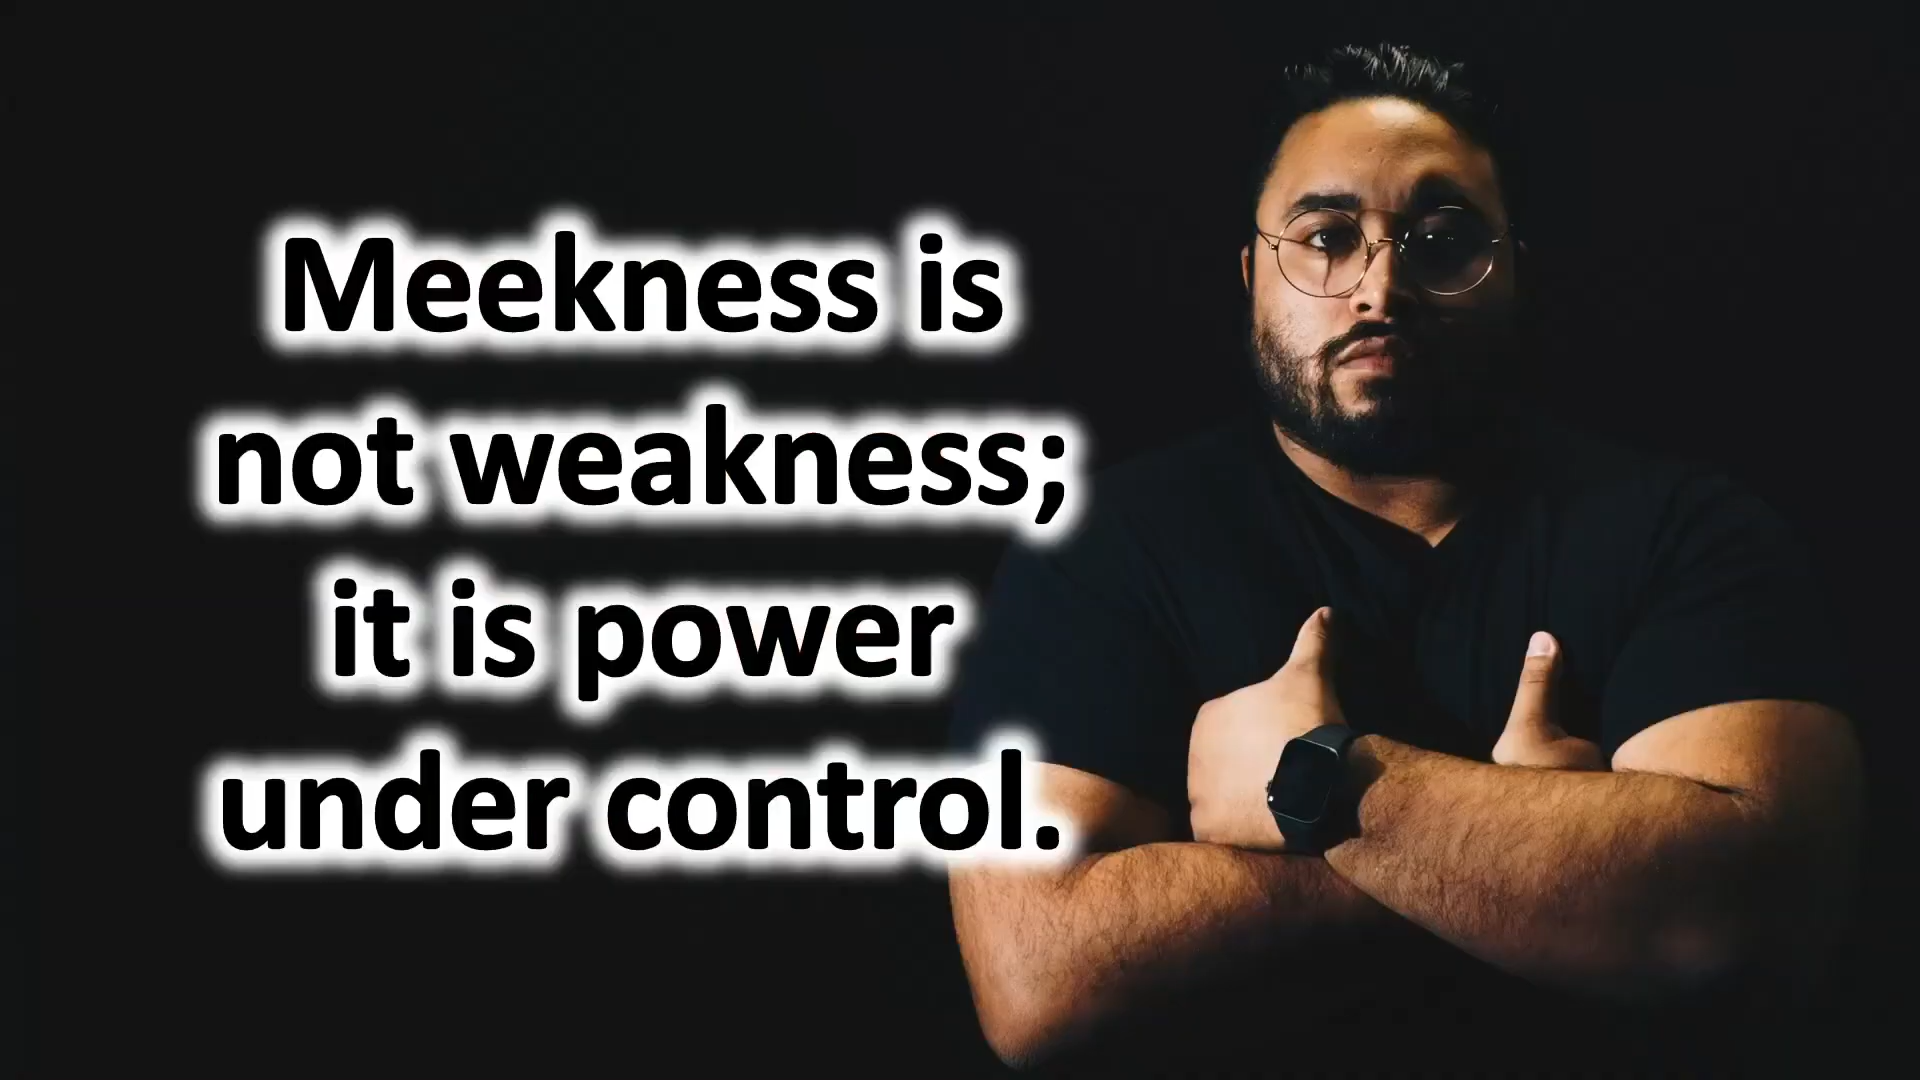 Meekness is
not weakness;
it is power
under control.